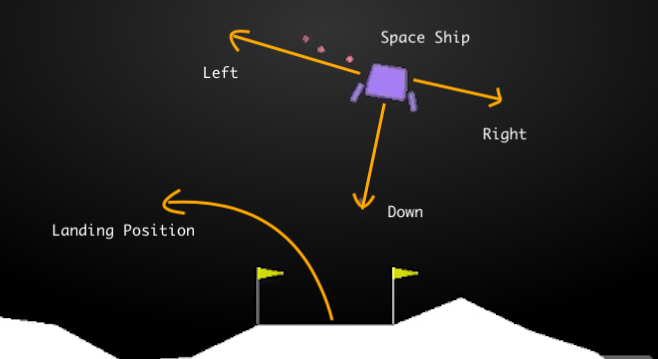 Space Ship
Left
Right
Down
Landing Position